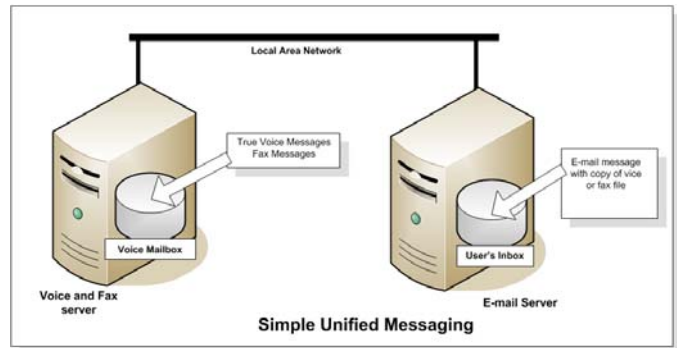 Local Area Network
True Voice Messages
Fax Messages
E-mail message
with copy of vice
or fax file
Voice Mailbox
User's Inbox
Voice and Fax
server
E-mail Server
Simple Unified Messaging